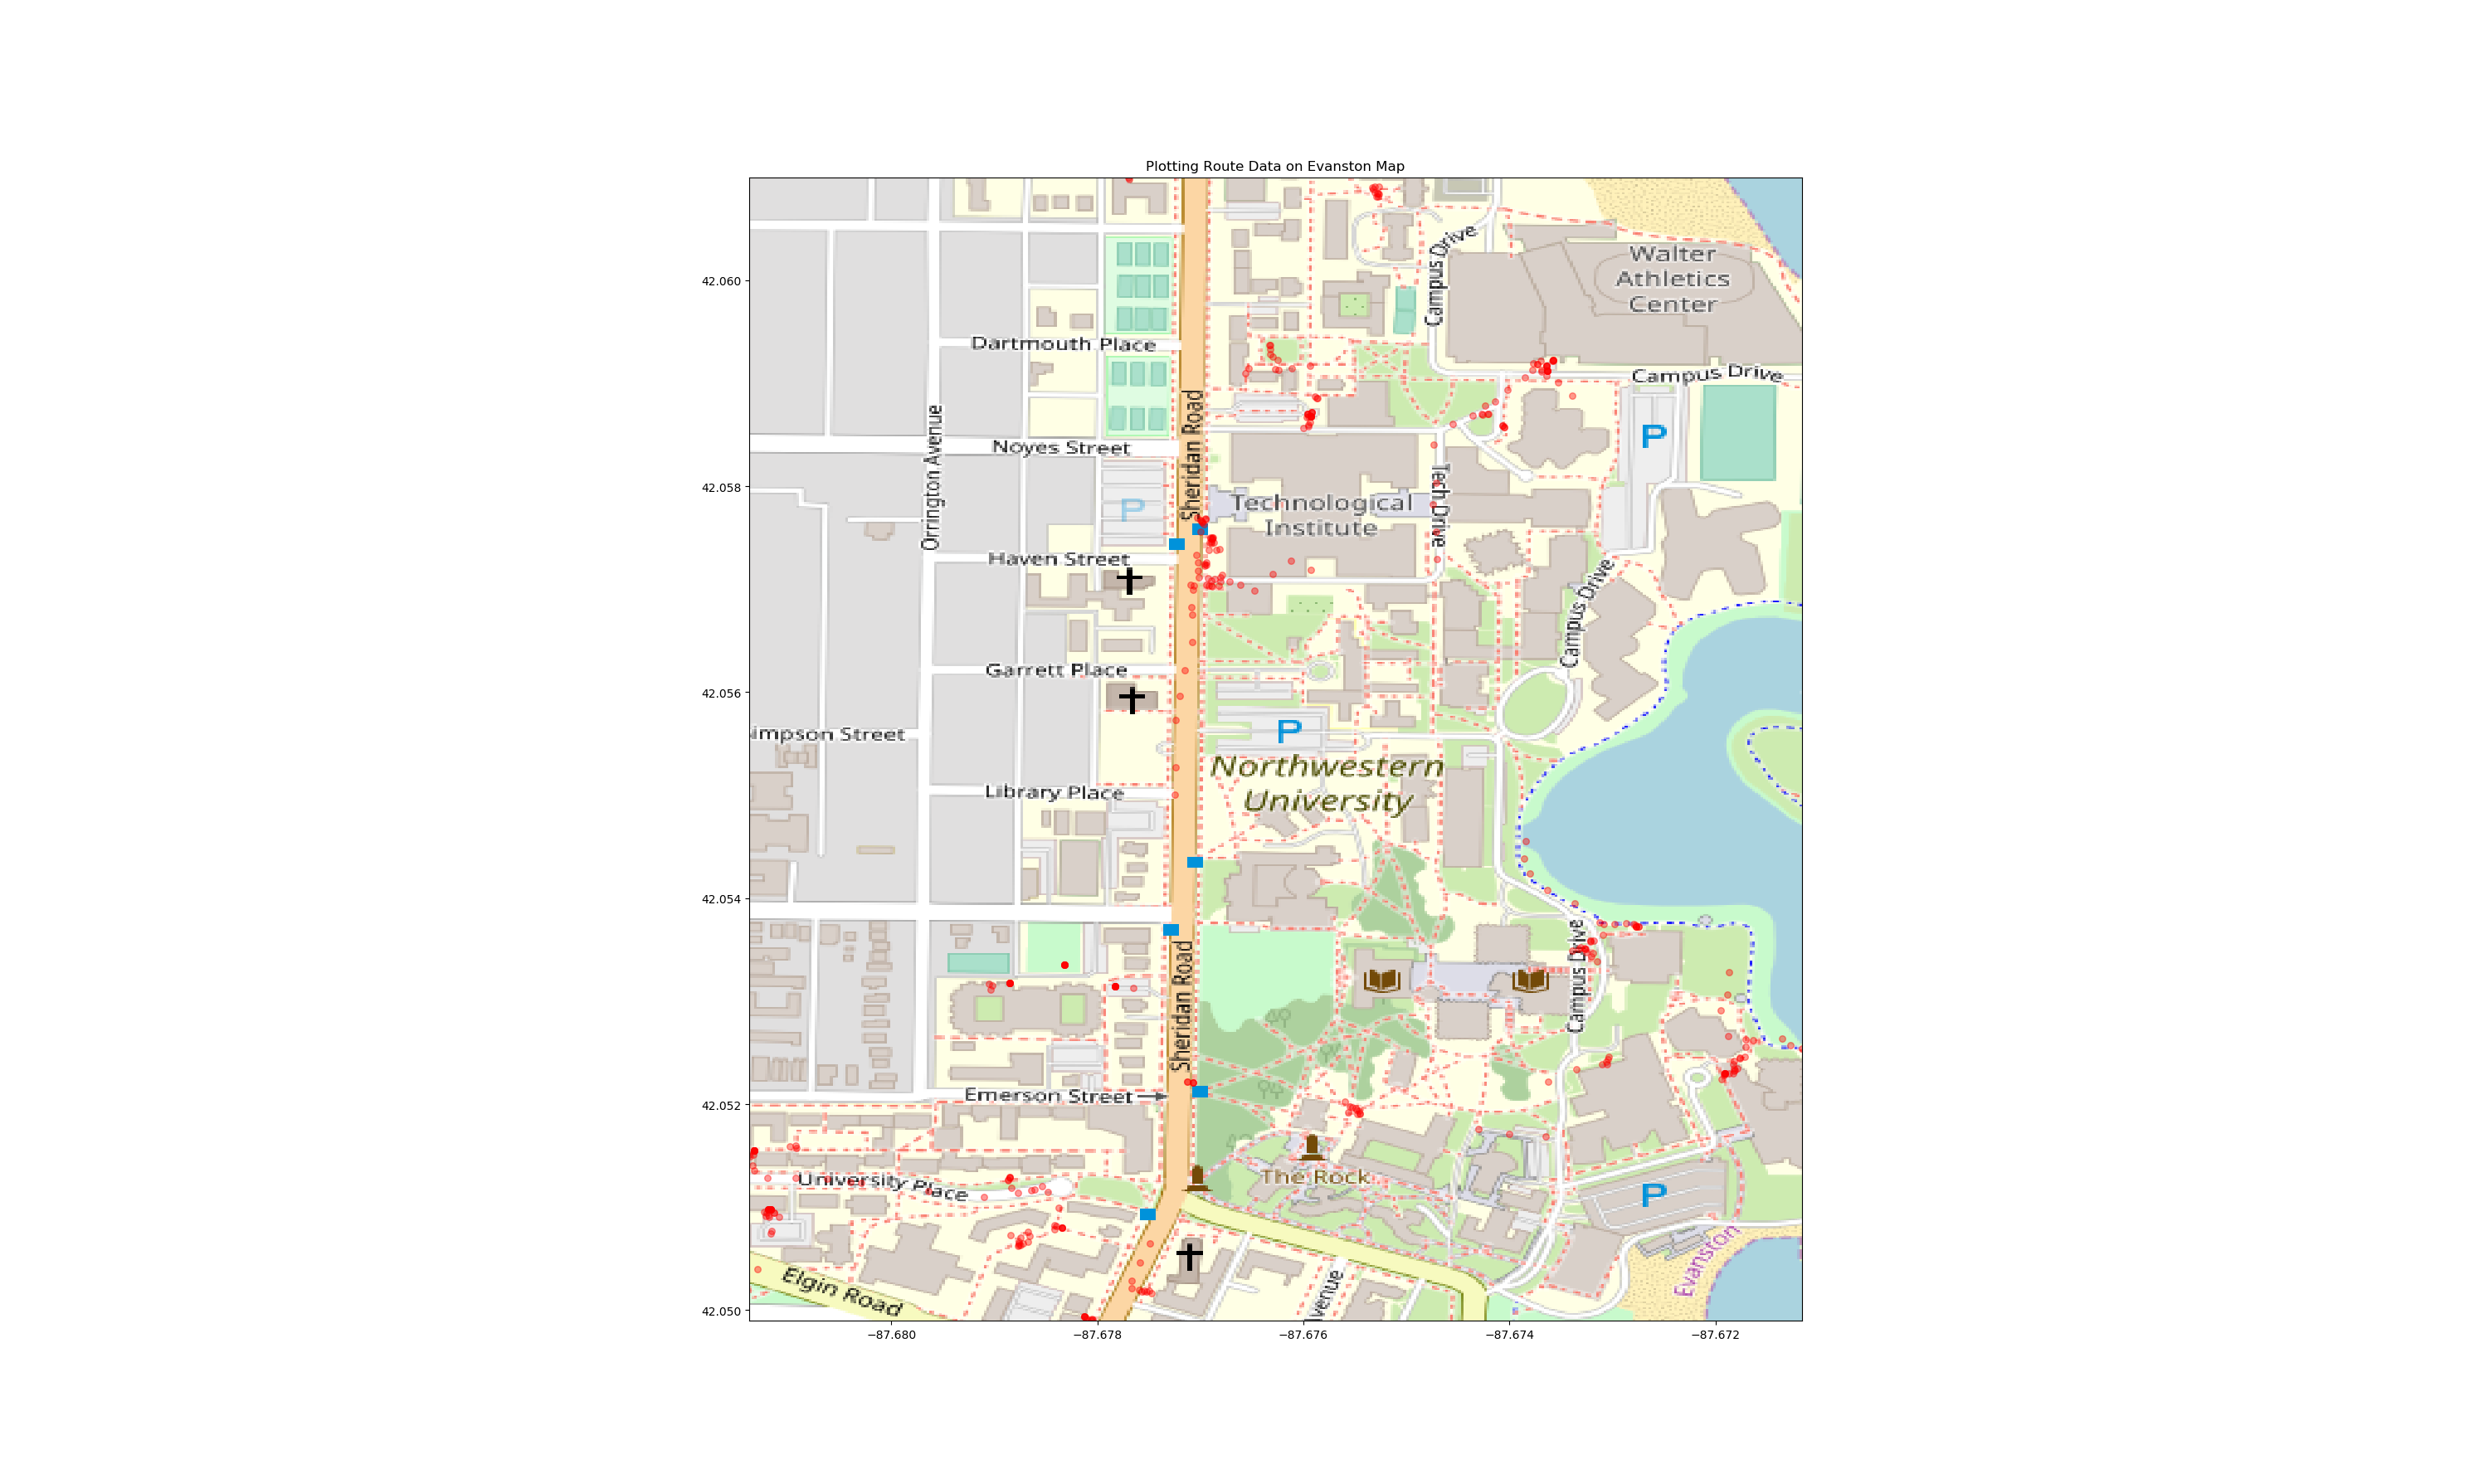 Plotting Route Data on Evanston Map
42.060
42.058
42.056
42.054
42.052
42.050
−87.680
−87.678
−87.676
−87.674
−87.672
Walter
Athletics
Center
Campus Drive
Campus Drive
Dartmouth Place
Sheridan Road
Orrington Avenue
Noyes Street
P
P
Tech Drive
Technological
Institute
Haven Street
Campus Drive
Garrett Place
P
impson Street
Northwestern
University
Library Place
Sheridan Road
Campus Drive
Emerson Street
The Rock
University Place
P
Evanston
Elgin Road
venue